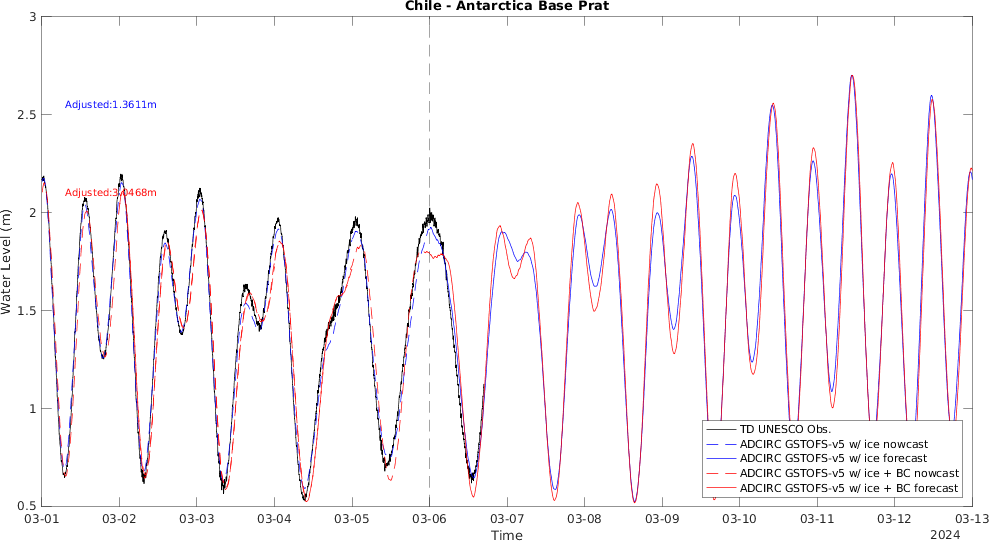 Chile - Antarctica Base Prat
3
2.5
2
1.5
1
0.5
Water Level (m)
Adjusted:1.3611m
Adjusted:3.0468m
TD UNESCO Obs.
ADCIRC GSTOFS-v5 w/ ice nowcast
ADCIRC GSTOFS-v5 w/ ice forecast
ADCIRC GSTOFS-v5 w/ ice + BC nowcast
ADCIRC GSTOFS-v5 w/ ice + BC forecast
03-01 03-02 03-03 03-04 03-05 03-06 03-07 03-08 03-09 03-10 03-11 03-12 03-13
Time
2024